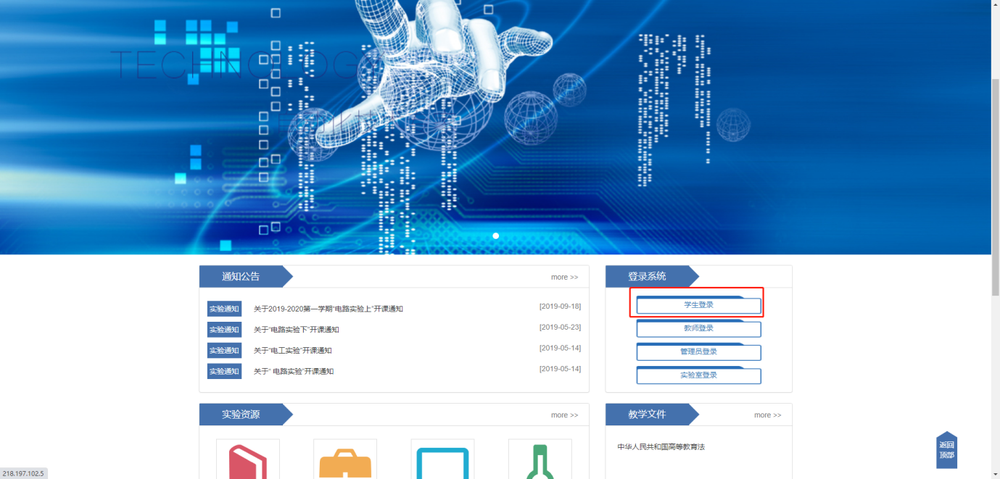 TECHNOLOGY
通知公告
more >>
实验通知 关于2019-2020第一学期"电路实验上"开课通知 [2019-09-18]
实验通知 关于"电路实验下"开课通知 [2019-05-23]
实验通知 关于"电工实验"开课通知 [2019-05-14]
实验通知 关于" 电路实验"开课通知 [2019-05-14]
登录系统
学生登录
教师登录
管理员登录
实验室登录
实验资源
more >>
教学文件
more >>
中华人民共和国高等教育法
返回
顶部
218.197.102.5